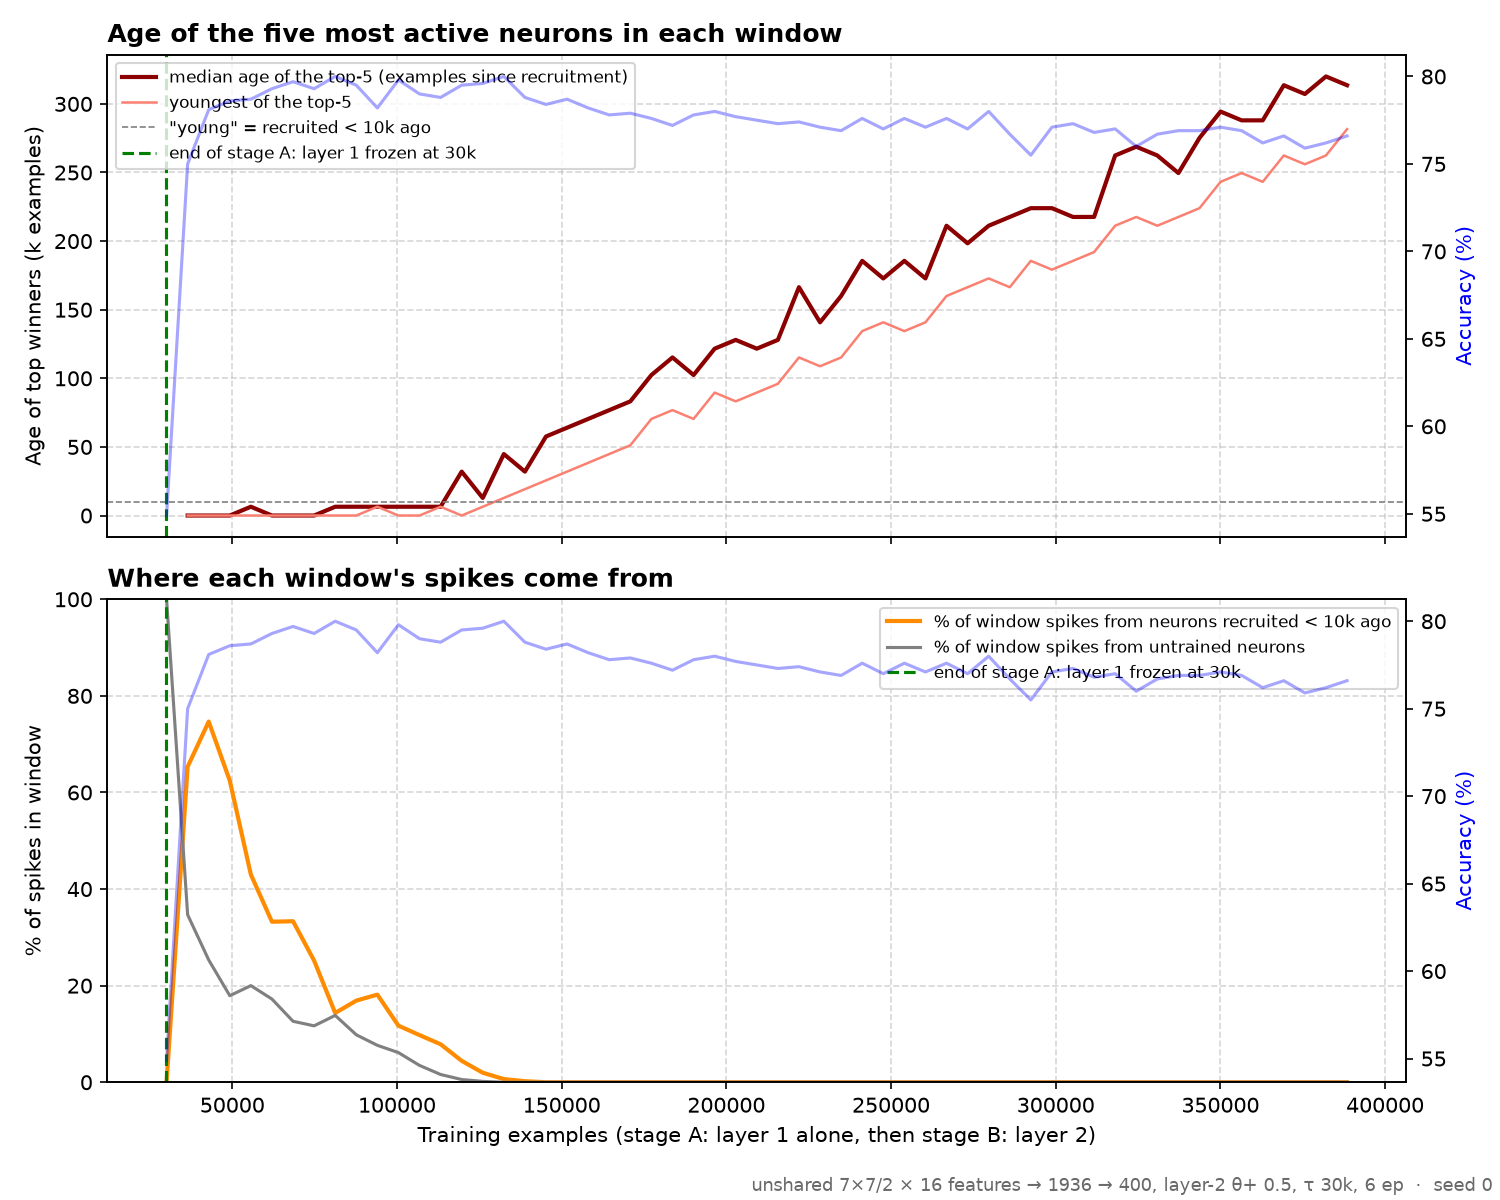 Age of the five most active neurons in each window
median age of the top-5 (examples since recruitment)
youngest of the top-5
"young" = recruited < 10k ago
end of stage A: layer 1 frozen at 30k
Age of top winners (k examples)
300
250
200
150
100
50
0
80
75
70
65
60
55
Accuracy (%)
Where each window's spikes come from
% of window spikes from neurons recruited < 10k ago
% of window spikes from untrained neurons
end of stage A: layer 1 frozen at 30k
% of spikes in window
100
80
60
40
20
0
80
75
70
65
60
55
Accuracy (%)
50000 100000 150000 200000 250000 300000 350000 400000
Training examples (stage A: layer 1 alone, then stage B: layer 2)
unshared 7×7/2 × 16 features → 1936 → 400, layer-2 θ+ 0.5, τ 30k, 6 ep · seed 0